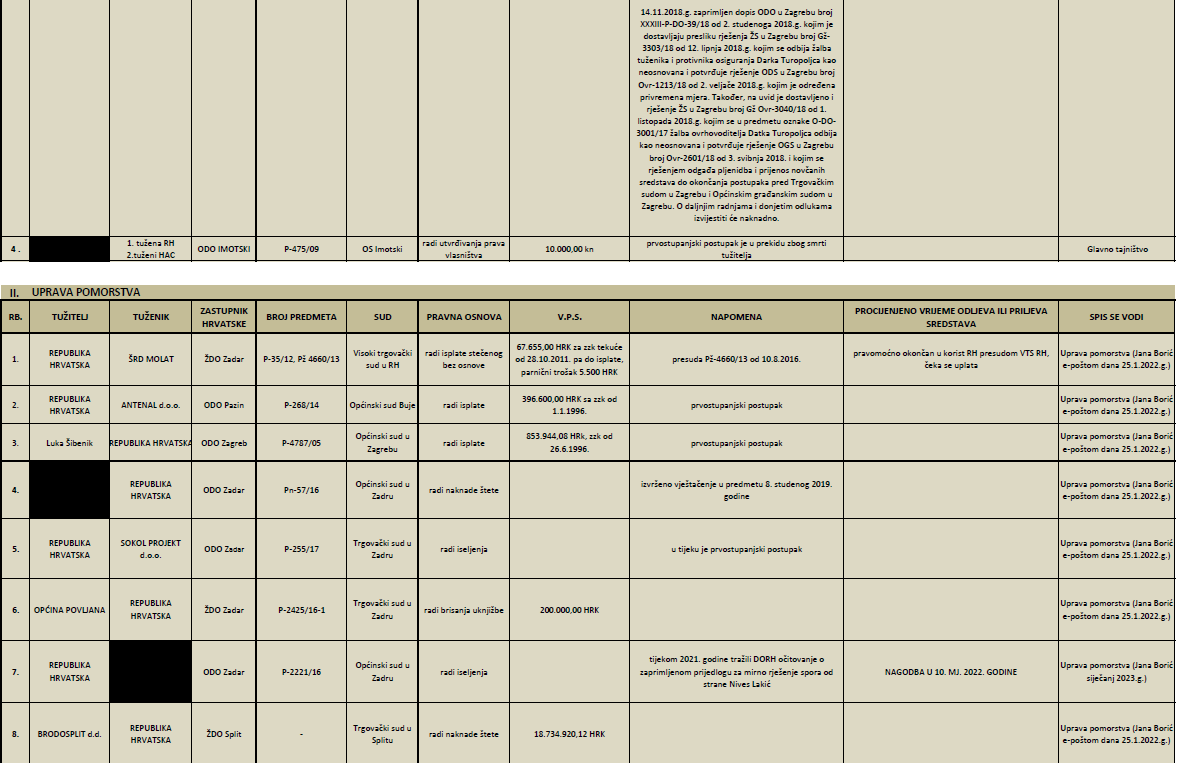 14.11.2018.g. zaprimljen dopis ODO u Zagrebu broj
XXXIII-P-DO-39/18 od 2. studenoga 2018.g. kojim je
dostavljaju presliku rješenja ŽS u Zagrebu broj Gž-
3303/18 od 12. lipnja 2018.g. kojim se odbija žalba
tuženika i protivnika osiguranja Darka Turopoljca kao
neosnovana i potvrđuje rješenje ODS u Zagrebu broj
Ovr-1213/18 od 2. veljače 2018.g. kojim je određena
privremena mjera. Također, na uvid je dostavljeno i
rješenje ŽS u Zagrebu broj Gž Ovr-3040/18 od 1.
listopada 2018.g. kojim se u predmetu oznake O-DO-
3001/17 žalba ovrhovoditelja Datka Turopoljca odbija
kao neosnovana i potvrđuje rješenje OGS u Zagrebu
broj Ovr-2601/18 od 3. svibnja 2018. i kojim se
rješenjem odgađa pljenidba i prijenos novčanih
sredstava do okončanja postupaka pred Trgovačkim
sudom u Zagrebu i Općinskim građanskim sudom u
Zagrebu. O daljnjim radnjama i donjetim odlukama
izvijestiti će naknadno.
4 .
1. tužena RH
2.tuženi HAC
ODO IMOTSKI
P-475/09
OS Imotski
radi utvrđivanja prava
vlasništva
10.000,00 kn
prvostupanjski postupak je u prekidu zbog smrti
tužitelja
Glavno tajništvo
II. UPRAVA POMORSTVA
RB.
TUŽITELJ
TUŽENIK
ZASTUPNIK
HRVATSKE
BROJ PREDMETA
SUD
PRAVNA OSNOVA
V.P.S.
NAPOMENA
PROCIJENJENO VRIJEME ODLJEVA ILI PRILJEVA
SREDSTAVA
SPIS SE VODI
1.
REPUBLIKA
HRVATSKA
ŠRD MOLAT
ŽDO Zadar
P-35/12, Pž 4660/13
Visoki trgovački
sud u RH
radi isplate stečenog
bez osnove
67.655,00 HRK za zzk tekuće
od 28.10.2011. pa do isplate,
parnični trošak 5.500 HRK
presuda Pž-4660/13 od 10.8.2016.
pravomoćno okončan u korist RH presudom VTS RH,
čeka se uplata
Uprava pomorstva (Jana Borić
e-poštom dana 25.1.2022.g.)
2.
REPUBLIKA
HRVATSKA
ANTENAL d.o.o.
ODO Pazin
P-268/14
Općinski sud Buje
radi isplate
396.600,00 HRK sa zzk od
1.1.1996.
prvostupanjski postupak
Uprava pomorstva (Jana Borić
e-poštom dana 25.1.2022.g.)
3.
Luka Šibenik
REPUBLIKA HRVATSKA
ODO Zagreb
P-4787/05
Općinski sud u
Zagrebu
radi isplate
853.944,08 HRk, zzk od
26.6.1996.
prvostupanjski postupak
Uprava pomorstva (Jana Borić
e-poštom dana 25.1.2022.g.)
4.
REPUBLIKA
HRVATSKA
ODO Zadar
Pn-57/16
Općinski sud u
Zadru
radi naknade štete
izvršeno vještačenje u predmetu 8. studenog 2019.
godine
Uprava pomorstva (Jana Borić
e-poštom dana 25.1.2022.g.)
5.
REPUBLIKA
HRVATSKA
SOKOL PROJEKT
d.o.o.
ODO Zadar
P-255/17
Trgovački sud u
Zadru
radi iseljenja
u tijeku je prvostupanjski postupak
Uprava pomorstva (Jana Borić
e-poštom dana 25.1.2022.g.)
6.
OPĆINA POVLJANA
REPUBLIKA
HRVATSKA
ŽDO Zadar
P-2425/16-1
Trgovački sud u
Zadru
radi brisanja uknjižbe
200.000,00 HRK
Uprava pomorstva (Jana Borić
e-poštom dana 25.1.2022.g.)
7.
REPUBLIKA
HRVATSKA
ODO Zadar
P-2221/16
Općinski sud u
Zadru
radi iseljenja
tijekom 2021. godine tražili DORH očitovanje o
zaprimljenom prijedlogu za mirno rješenje spora od
strane Nives Lakić
NAGODBA U 10. MJ. 2022. GODINE
Uprava pomorstva (Jana Borić
siječanj 2023.g.)
8.
BRODOSPLIT d.d.
REPUBLIKA
HRVATSKA
ŽDO Split
-
Trgovački sud u
Splitu
radi naknade štete
18.734.920,12 HRK
Uprava pomorstva (Jana Borić
e-poštom dana 25.1.2022.g.)